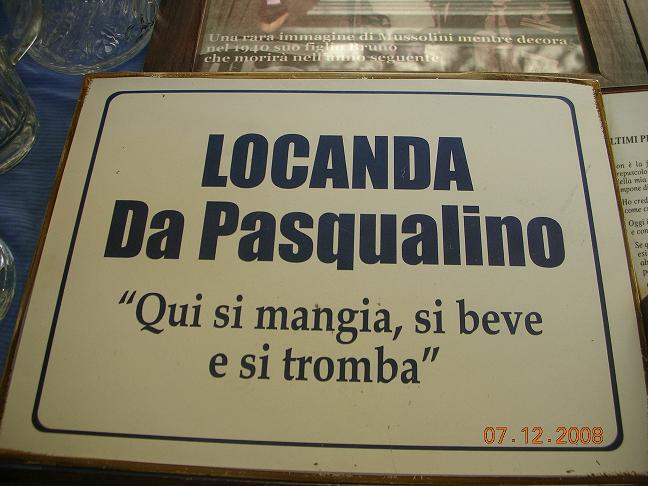 Una rara immagine di Mussolini mentre decora
nel 1940 suo figlio Bruno
che morirà nell'anno seguente.
LOCANDA
Da Pasqualino
“Qui si mangia, si beve
e si tromba”
07.12.2008